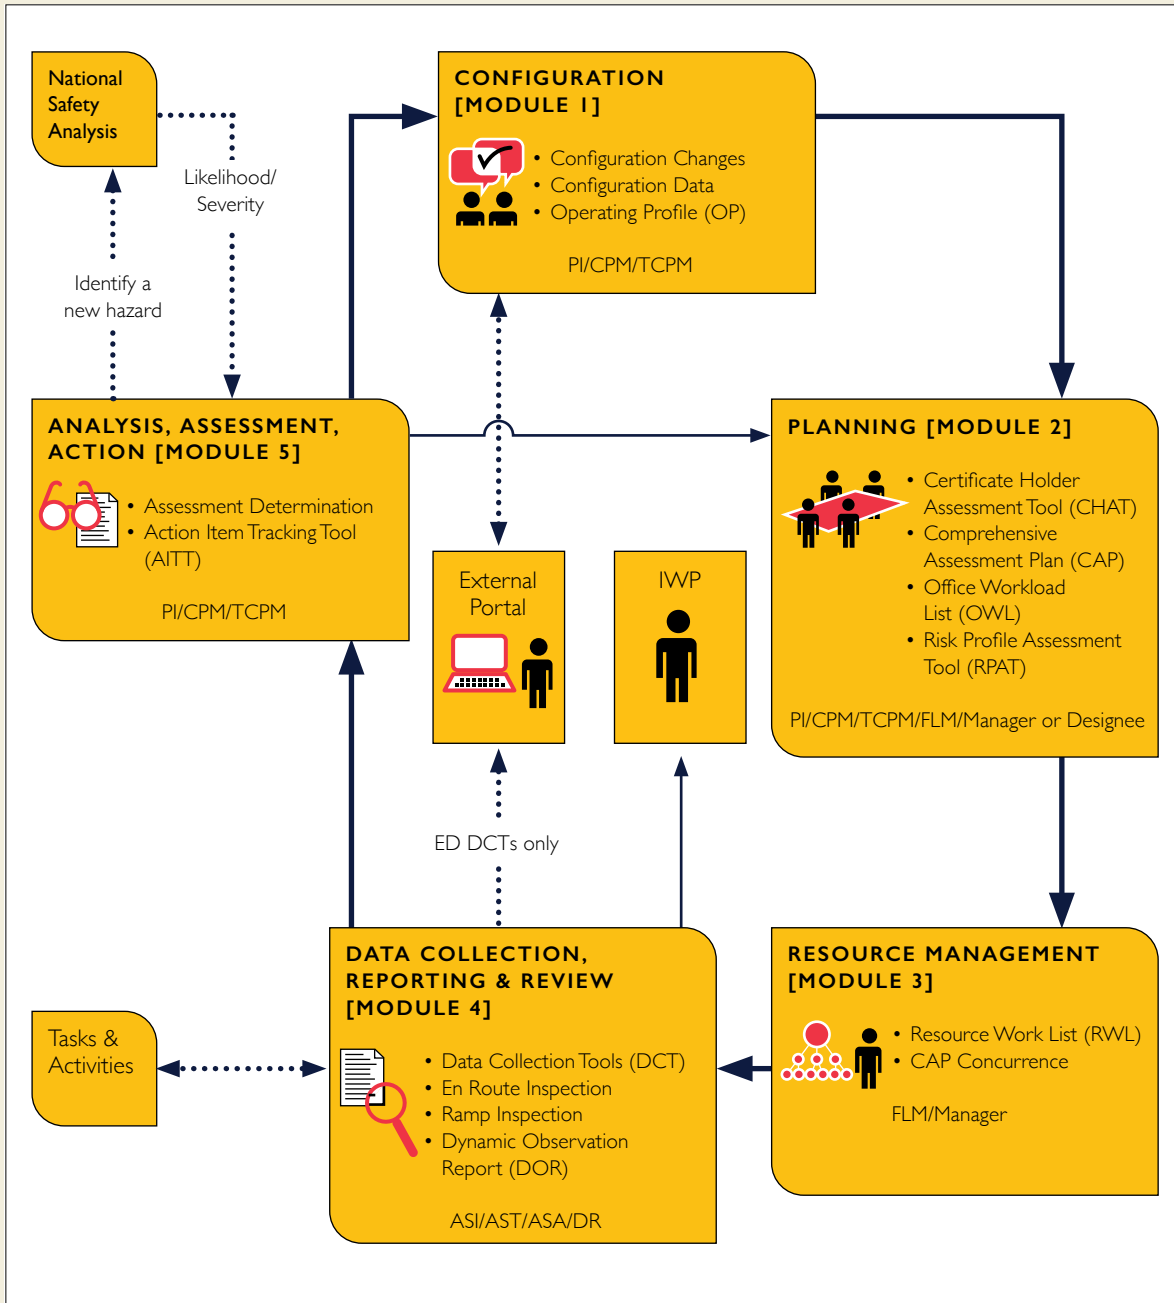 National
Safety
Analysis
Likelihood/
Severity
Identify a
new hazard
CONFIGURATION
[MODULE 1]
• Configuration Changes
• Configuration Data
• Operating Profile (OP)
PI/CPM/TCPM
ANALYSIS, ASSESSMENT,
ACTION [MODULE 5]
• Assessment Determination
• Action Item Tracking Tool
(AITT)
PI/CPM/TCPM
PLANNING [MODULE 2]
• Certificate Holder
Assessment Tool (CHAT)
• Comprehensive
Assessment Plan (CAP)
• Office Workload
List (OWL)
• Risk Profile Assessment
Tool (RPAT)
PI/CPM/TCPM/FLM/Manager or Designee
External
Portal
IWP
ED DCTs only
DATA COLLECTION,
REPORTING & REVIEW
[MODULE 4]
• Data Collection Tools (DCT)
• En Route Inspection
• Ramp Inspection
• Dynamic Observation
Report (DOR)
ASI/AST/ASA/DR
RESOURCE MANAGEMENT
[MODULE 3]
• Resource Work List (RWL)
• CAP Concurrence
FLM/Manager
Tasks &
Activities